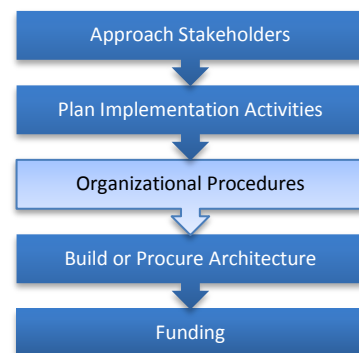 Approach Stakeholders
Plan Implementation Activities
Organizational Procedures
Build or Procure Architecture
Funding